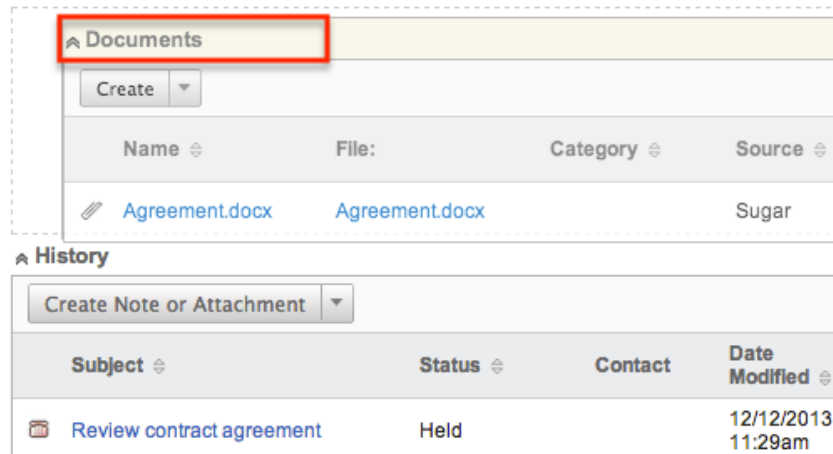 Documents
Create
Name File: Category Source
Agreement.docx Agreement.docx Sugar
History
Create Note or Attachment
Subject Status Contact Date
Modified
Review contract agreement Held 12/12/2013
11:29am